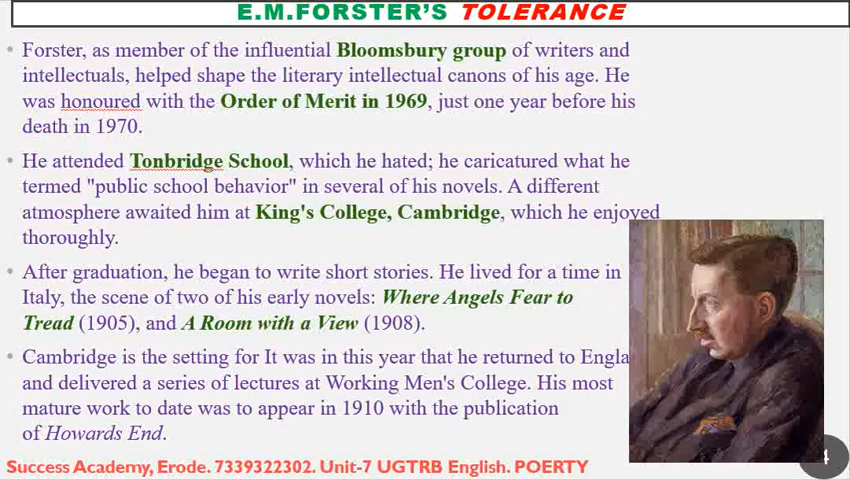 E.M.FORSTER'S TOLERANCE
• Forster, as member of the influential Bloomsbury group of writers and
intellectuals, helped shape the literary intellectual canons of his age. He
was honoured with the Order of Merit in 1969, just one year before his
death in 1970.
• He attended Tonbridge School, which he hated; he caricatured what he
termed "public school behavior" in several of his novels. A different
atmosphere awaited him at King's College, Cambridge, which he enjoyed
thoroughly.
• After graduation, he began to write short stories. He lived for a time in
Italy, the scene of two of his early novels: Where Angels Fear to
Tread (1905), and A Room with a View (1908).
• Cambridge is the setting for It was in this year that he returned to Engla
and delivered a series of lectures at Working Men's College. His most
mature work to date was to appear in 1910 with the publication
of Howards End.
Success Academy, Erode. 7339322302. Unit-7 UGTRB English. POERTY
4